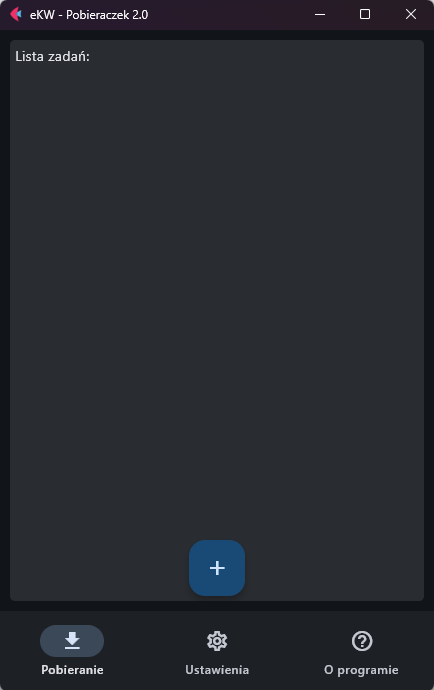 eKW - Pobieraczek 2.0
Lista zadań:
Pobieranie
Ustawienia
O programie